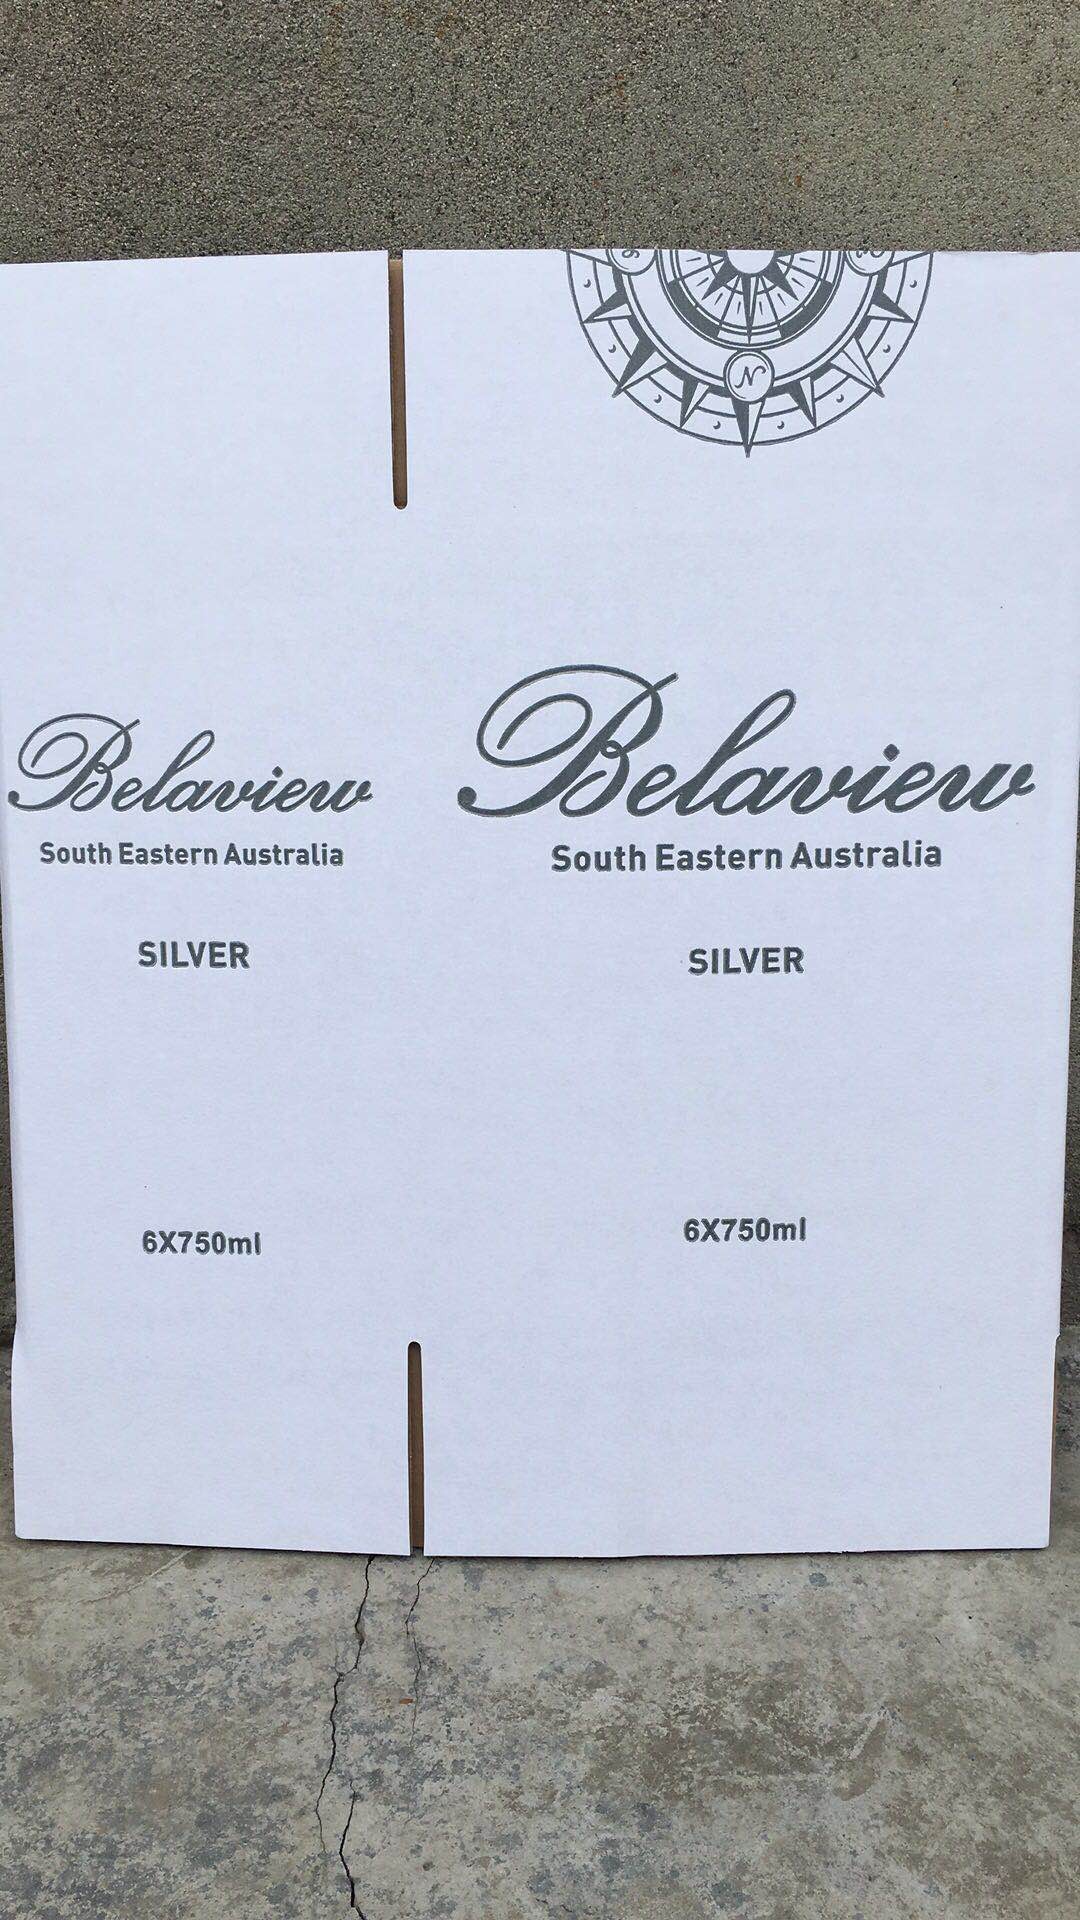 N
Belaview
South Eastern Australia
SILVER
6X750ml
Belaview
South Eastern Australia
SILVER
6X750ml